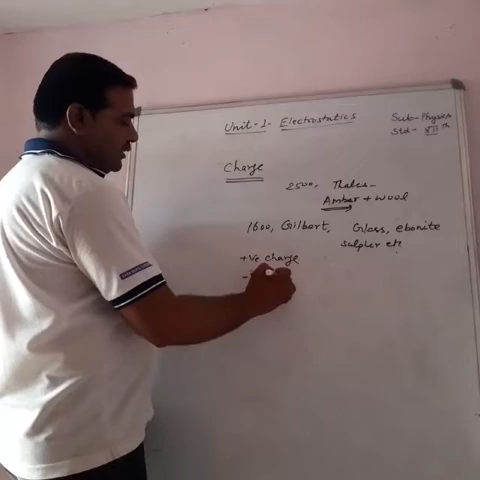 Unit-1- Electrostatics
Sub-Physics
Std- XII th
Charge
2500, Thales-
Amber + wood
1600, Gilbert, Glass, ebonite
sulpher etc
+ve charge
-